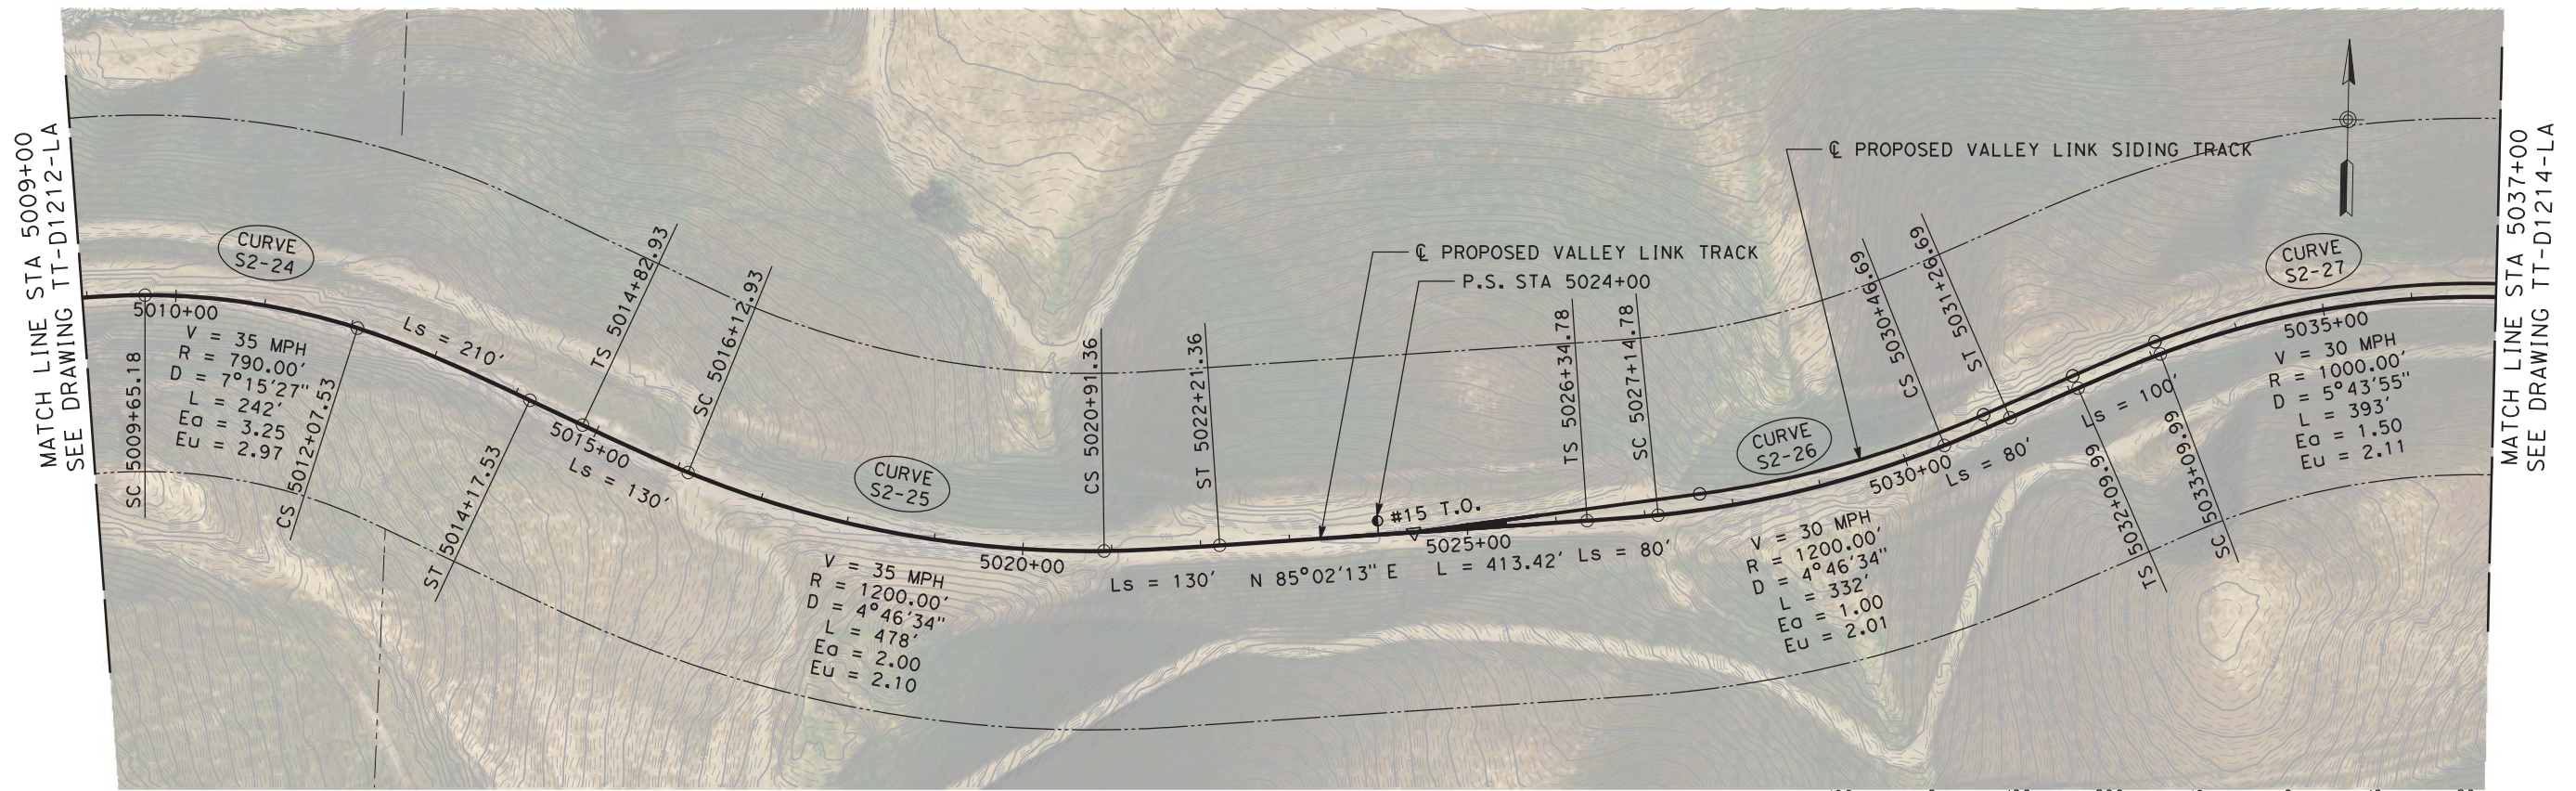 MATCH LINE STA 5009+00
SEE DRAWING TT-D1212-LA
CURVE
S2-24
5010+00
V = 35 MPH
R = 790.00'
D = 7°15'27"
L = 242'
Ea = 3.25
Eu = 2.97
SC 5009+65.18
CS 5012+07.53
Ls = 210'
ST 5014+17.53
TS 5014+82.93
5015+00
Ls = 130'
SC 5016+12.93
CURVE
S2-25
V = 35 MPH
R = 1200.00'
D = 4°46'34"
L = 478'
Ea = 2.00
Eu = 2.10
5020+00
CS 5020+91.36
Ls = 130'
ST 5022+21.36
N 85°02'13" E
L = 413.42'
℄ PROPOSED VALLEY LINK TRACK
P.S. STA 5024+00
#15 T.O.
5025+00
TS 5026+34.78
Ls = 80'
SC 5027+14.78
℄ PROPOSED VALLEY LINK SIDING TRACK
CURVE
S2-26
V = 30 MPH
R = 1200.00'
D = 4°46'34"
L = 332'
Ea = 1.00
Eu = 2.01
5030+00
CS 5030+46.69
Ls = 80'
ST 5031+26.69
TS 5032+09.99
Ls = 100'
SC 5033+09.99
CURVE
S2-27
5035+00
V = 30 MPH
R = 1000.00'
D = 5°43'55"
L = 393'
Ea = 1.50
Eu = 2.11
MATCH LINE STA 5037+00
SEE DRAWING TT-D1214-LA